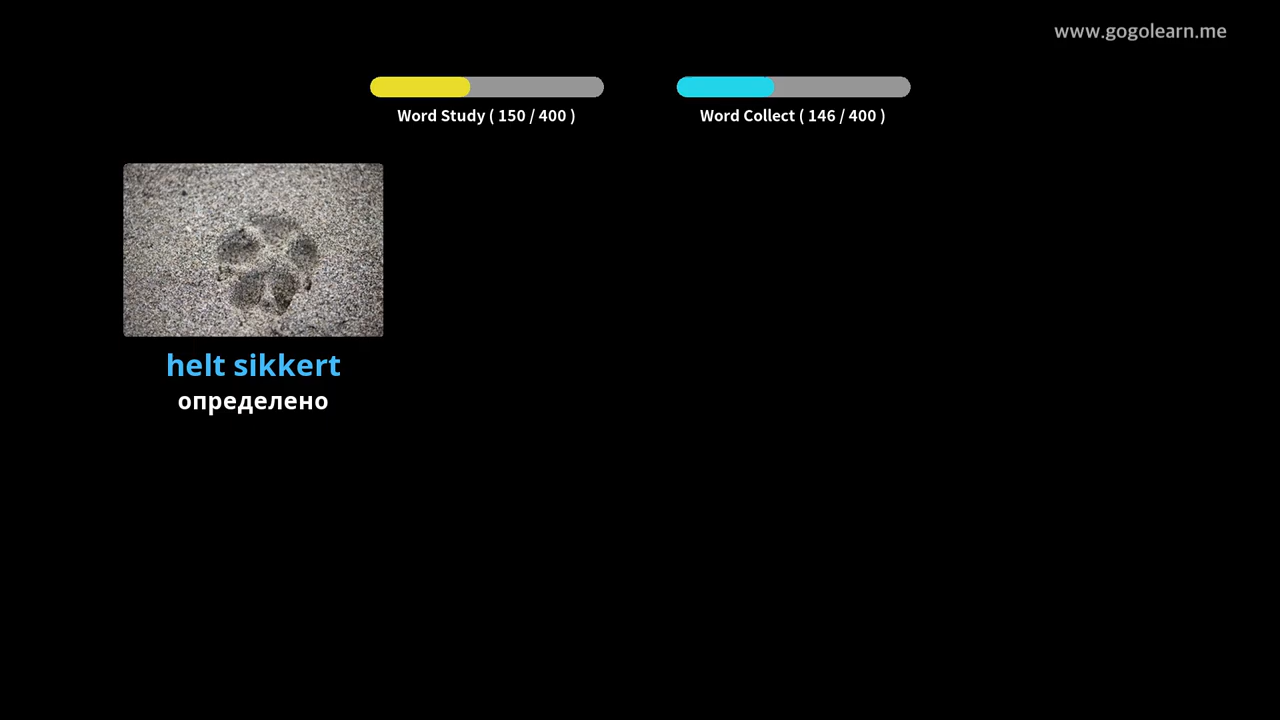 www.gogolearn.me
Word Study ( 150 / 400 )
Word Collect ( 146 / 400 )
helt sikkert
определено